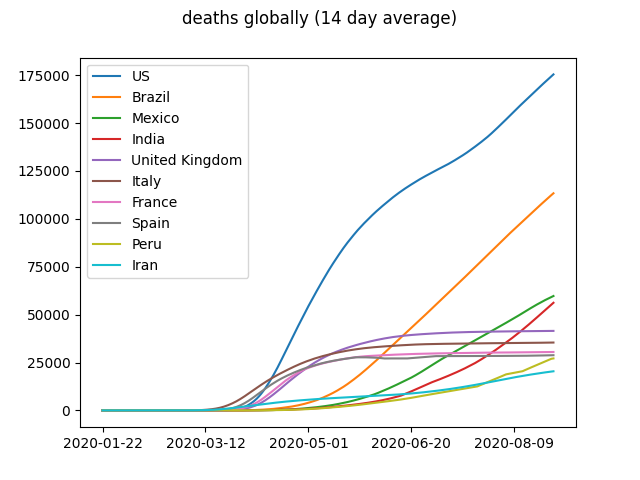 deaths globally (14 day average)
US
Brazil
Mexico
India
United Kingdom
Italy
France
Spain
Peru
Iran
175000
150000
125000
100000
75000
50000
25000
0
2020-01-22 2020-03-12 2020-05-01 2020-06-20 2020-08-09